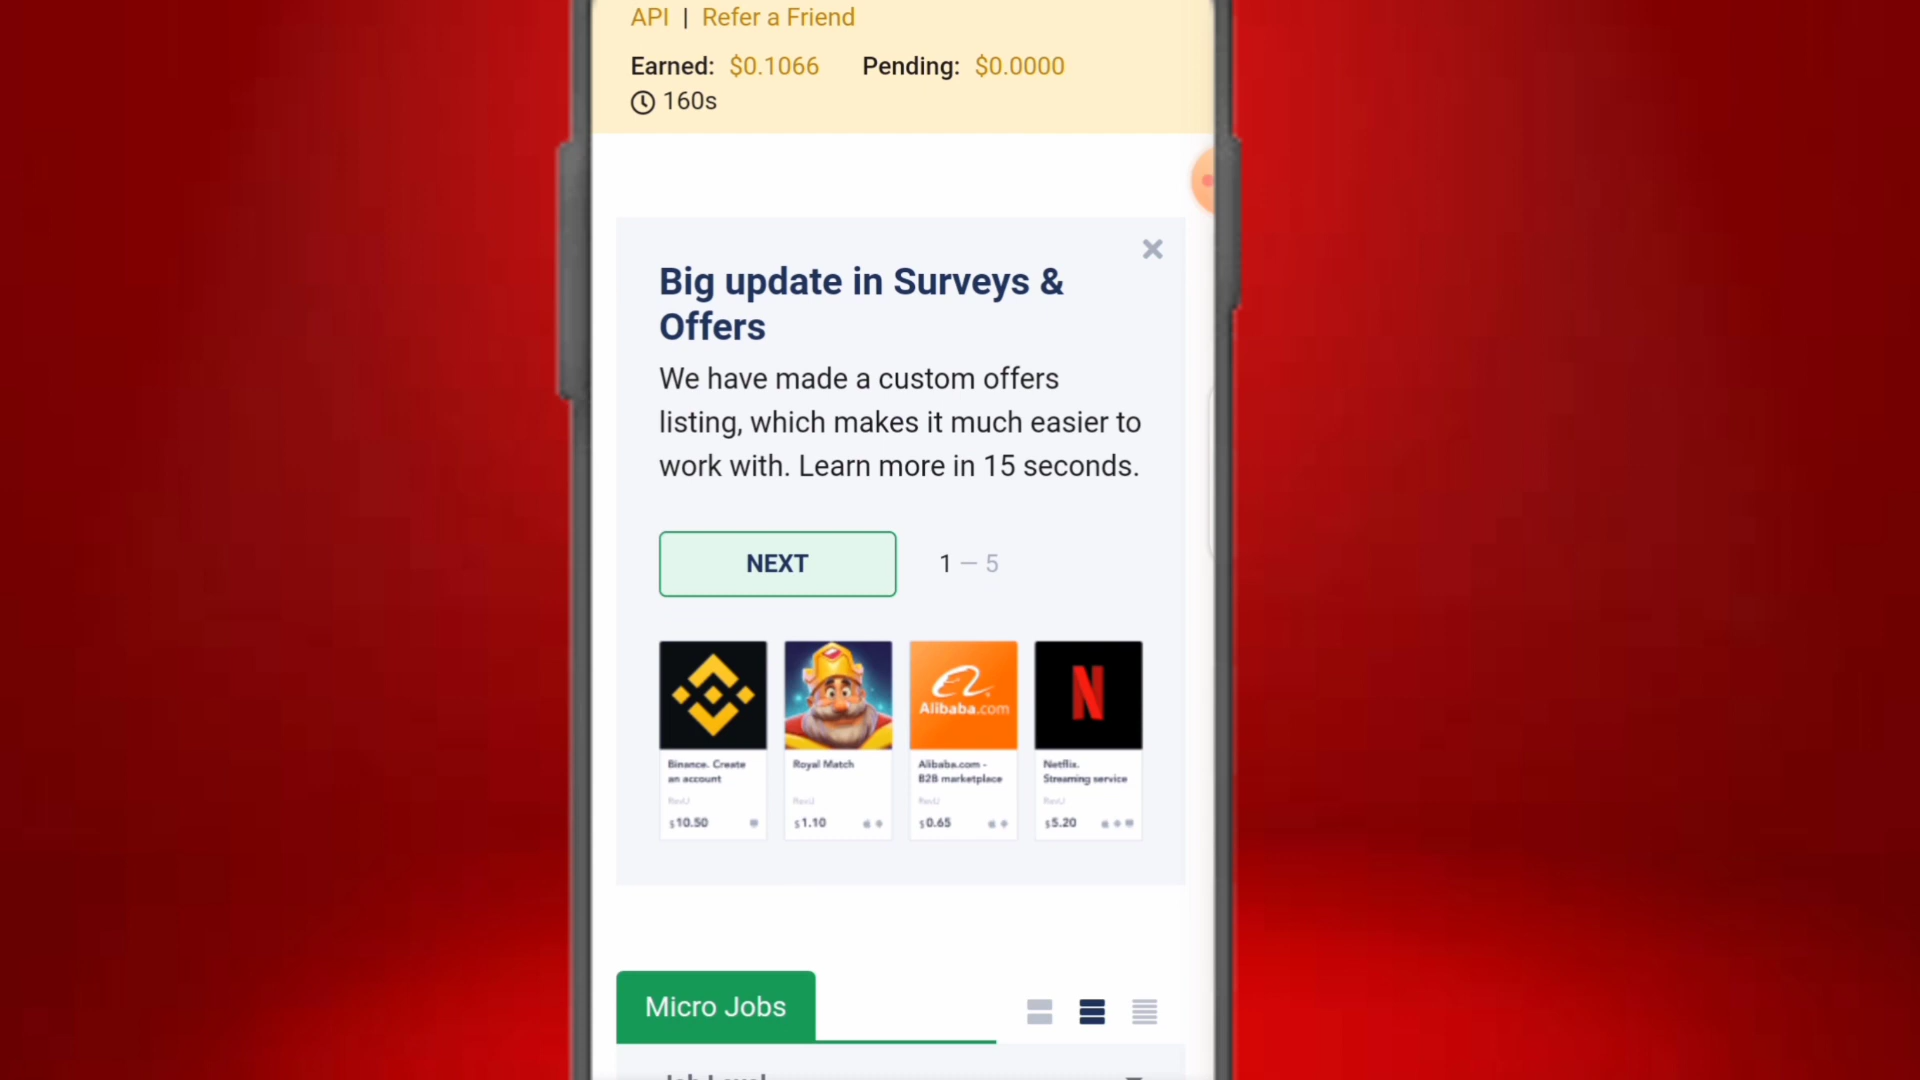 API | Refer a Friend
Earned: $0.1066 Pending: $0.0000
160s
Big update in Surveys &
Offers
We have made a custom offers
listing, which makes it much easier to
work with. Learn more in 15 seconds.
NEXT 1 — 5
Alibaba.com
N
Binance. Create
an account
$10.50
Royal Match
$1.10
Alibaba.com -
B2B marketplace
$0.65
Netflix.
Streaming service
$5.20
Micro Jobs
Job Level